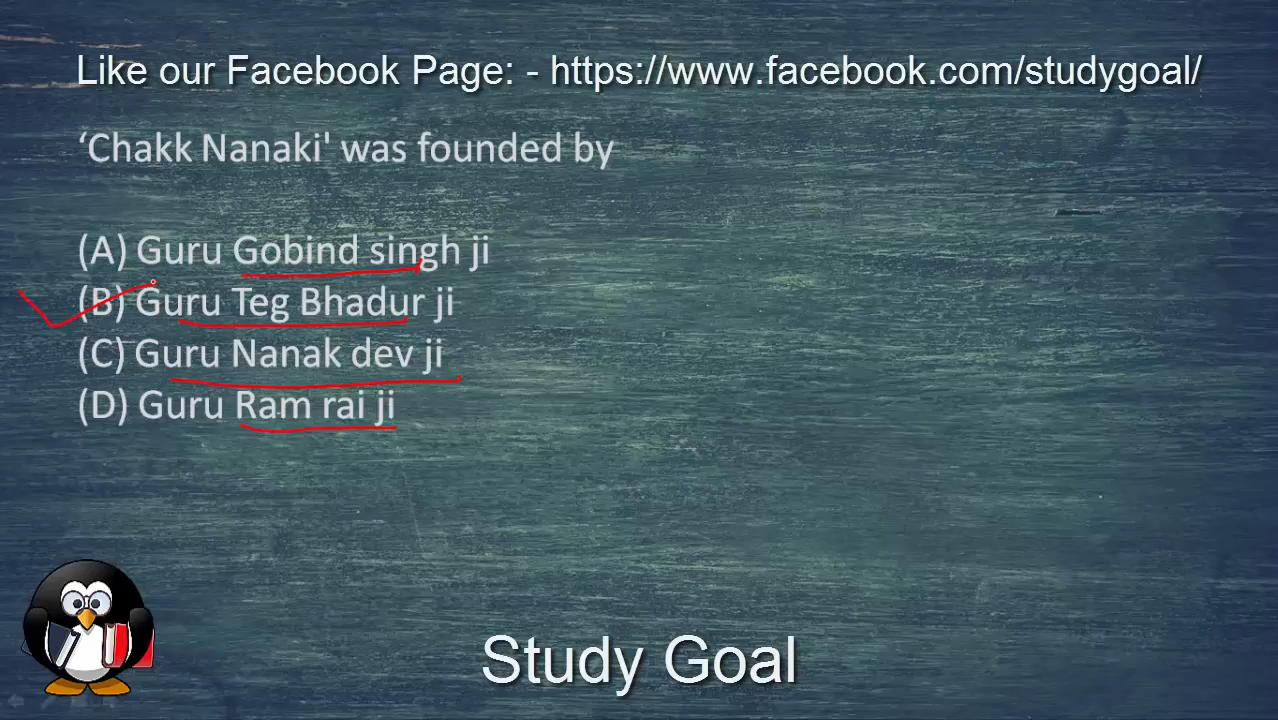 Like our Facebook Page: - https://www.facebook.com/studygoal/
‘Chakk Nanaki' was founded by
(A) Guru Gobind singh ji
(B) Guru Teg Bhadur ji
(C) Guru Nanak dev ji
(D) Guru Ram rai ji
Study Goal